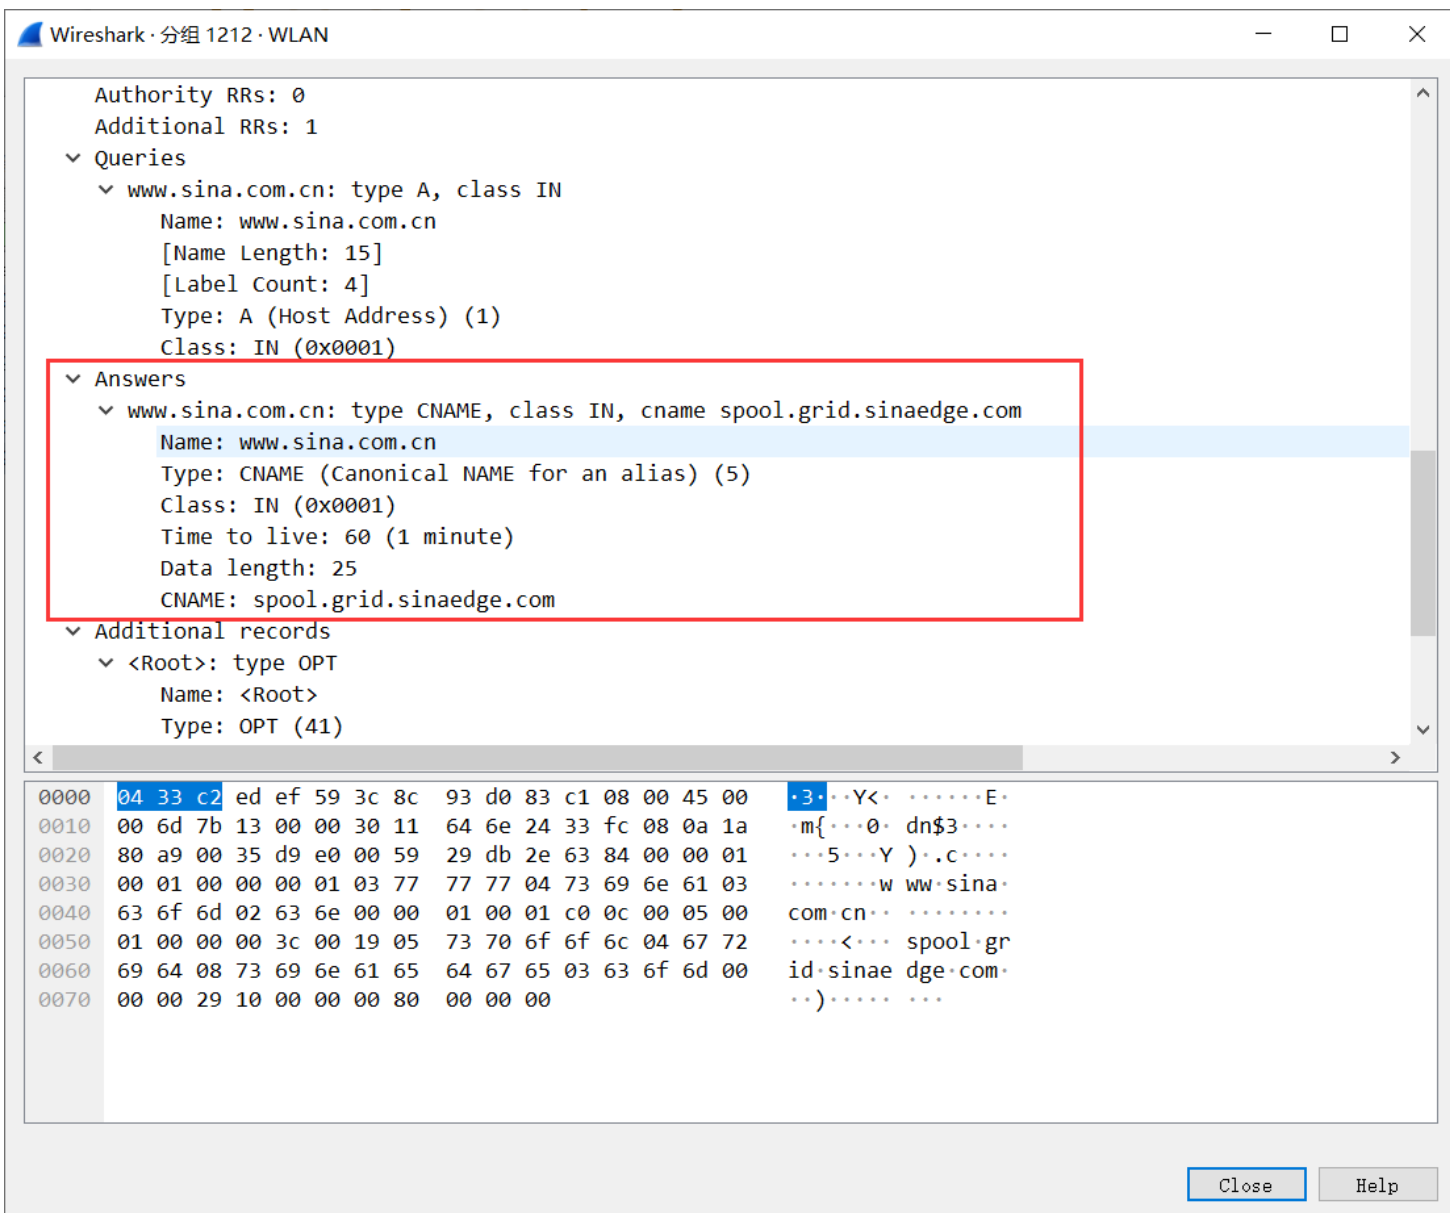 Wireshark · 分组 1212 · WLAN
Authority RRs: 0
Additional RRs: 1
Queries
www.sina.com.cn: type A, class IN
Name: www.sina.com.cn
[Name Length: 15]
[Label Count: 4]
Type: A (Host Address) (1)
Class: IN (0x0001)
Answers
www.sina.com.cn: type CNAME, class IN, cname spool.grid.sinaedge.com
Name: www.sina.com.cn
Type: CNAME (Canonical NAME for an alias) (5)
Class: IN (0x0001)
Time to live: 60 (1 minute)
Data length: 25
CNAME: spool.grid.sinaedge.com
Additional records
<Root>: type OPT
Name: <Root>
Type: OPT (41)
0000 04 33 c2 ed ef 59 3c 8c 93 d0 83 c1 08 00 45 00 ·3···Y<· ······E·
0010 00 6d 7b 13 00 00 30 11 64 6e 24 33 fc 08 0a 1a ·m{···0· dn$3····
0020 80 a9 00 35 d9 e0 00 59 29 db 2e 63 84 00 00 01 ···5···Y )·.c····
0030 00 01 00 00 00 01 03 77 77 77 04 73 69 6e 61 03 ·······w ww·sina·
0040 63 6f 6d 02 63 6e 00 00 01 00 01 c0 0c 00 05 00 com·cn·· ········
0050 01 00 00 00 3c 00 19 05 73 70 6f 6f 6c 04 67 72 ····<··· spool·gr
0060 69 64 08 73 69 6e 61 65 64 67 65 03 63 6f 6d 00 id·sinae dge·com·
0070 00 00 29 10 00 00 00 80 00 00 00 ··)····· ···
Close Help